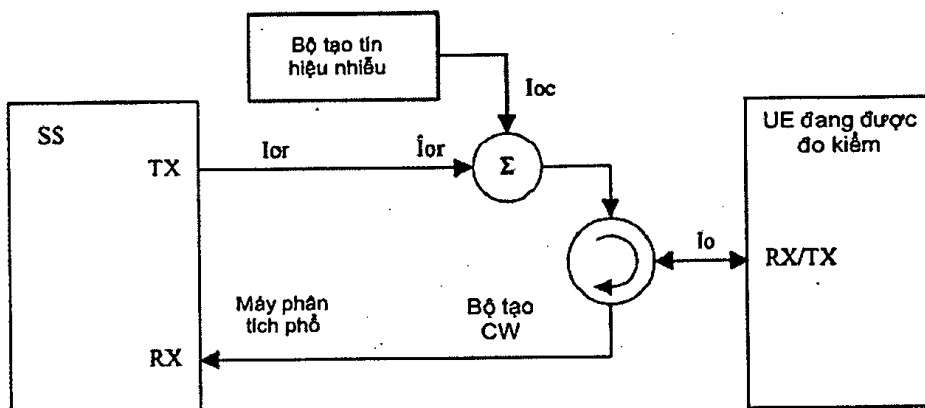 Bộ tạo tín
hiệu nhiễu
Ioc
SS
UE đang được
đo kiểm
TX
Ior
Îor
Σ
Îo
RX/TX
Máy phân
tích phổ
Bộ tạo
CW
RX